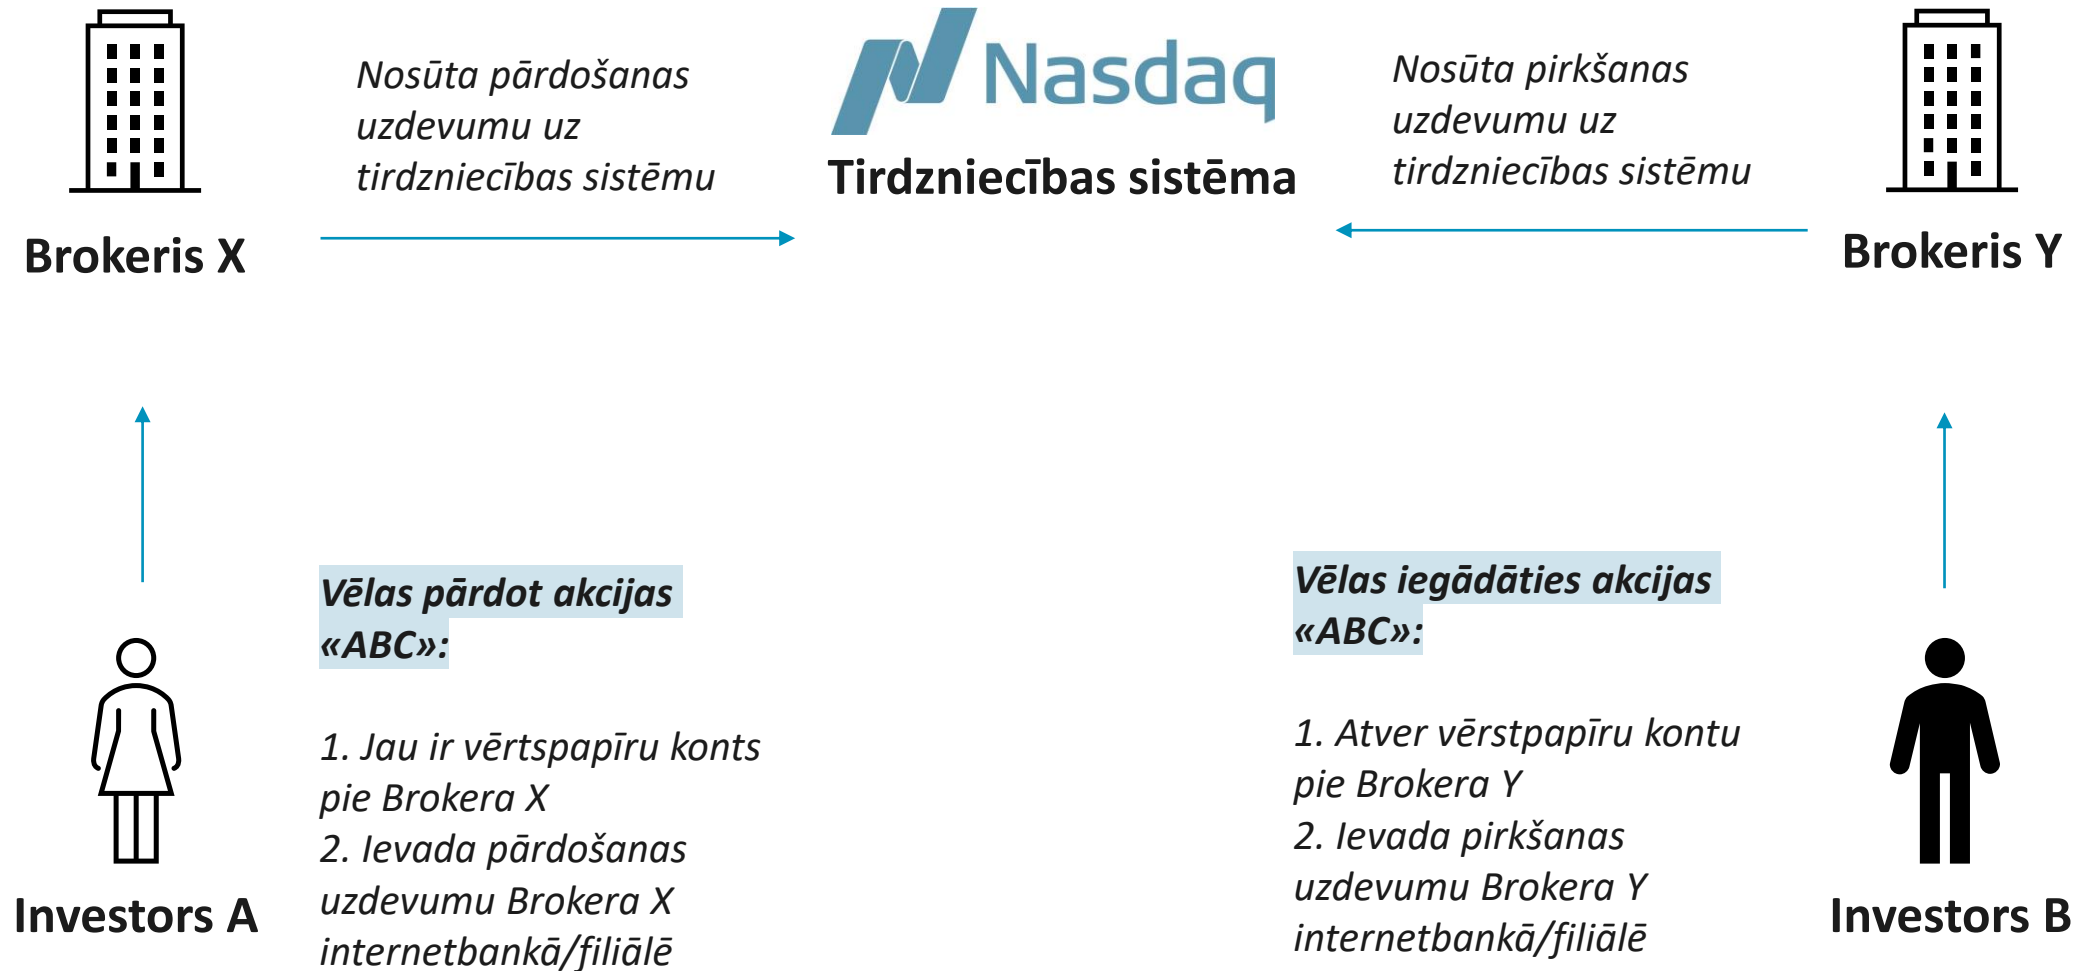 Nosūta pārdošanas
uzdevumu uz
tirdzniecības sistēmu
Nasdaq
Tirdzniecības sistēma
Nosūta pirkšanas
uzdevumu uz
tirdzniecības sistēmu
Brokeris X
Brokeris Y
Vēlas pārdot akcijas
«ABC»:
1. Jau ir vērtspapīru konts
pie Brokera X
2. Ievada pārdošanas
uzdevumu Brokera X
internetbankā/filiālē
Investors A
Vēlas iegādāties akcijas
«ABC»:
1. Atver vērstpapīru kontu
pie Brokera Y
2. Ievada pirkšanas
uzdevumu Brokera Y
internetbankā/filiālē
Investors B